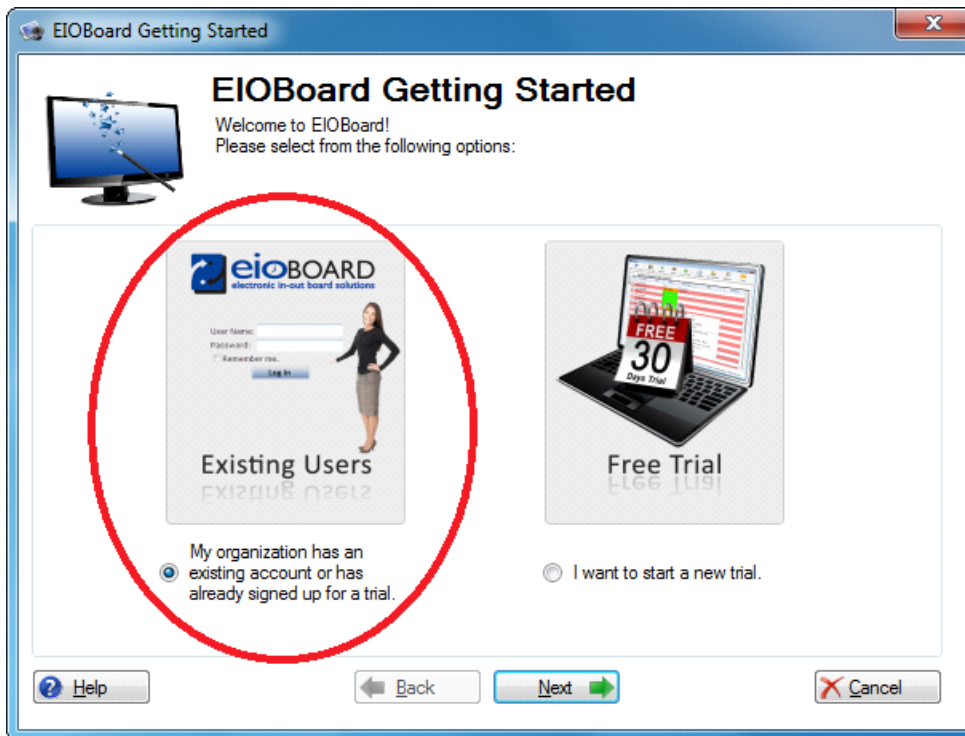 EIOBoard Getting Started
EIOBoard Getting Started
Welcome to EIOBoard!
Please select from the following options:
eioBOARD
electronic in-out board solutions
User Name:
Password:
Remember me.
Log In
Existing Users
My organization has an
existing account or has
already signed up for a trial.
FREE
30
Days Trial
Free Trial
I want to start a new trial.
Help
Back
Next
Cancel